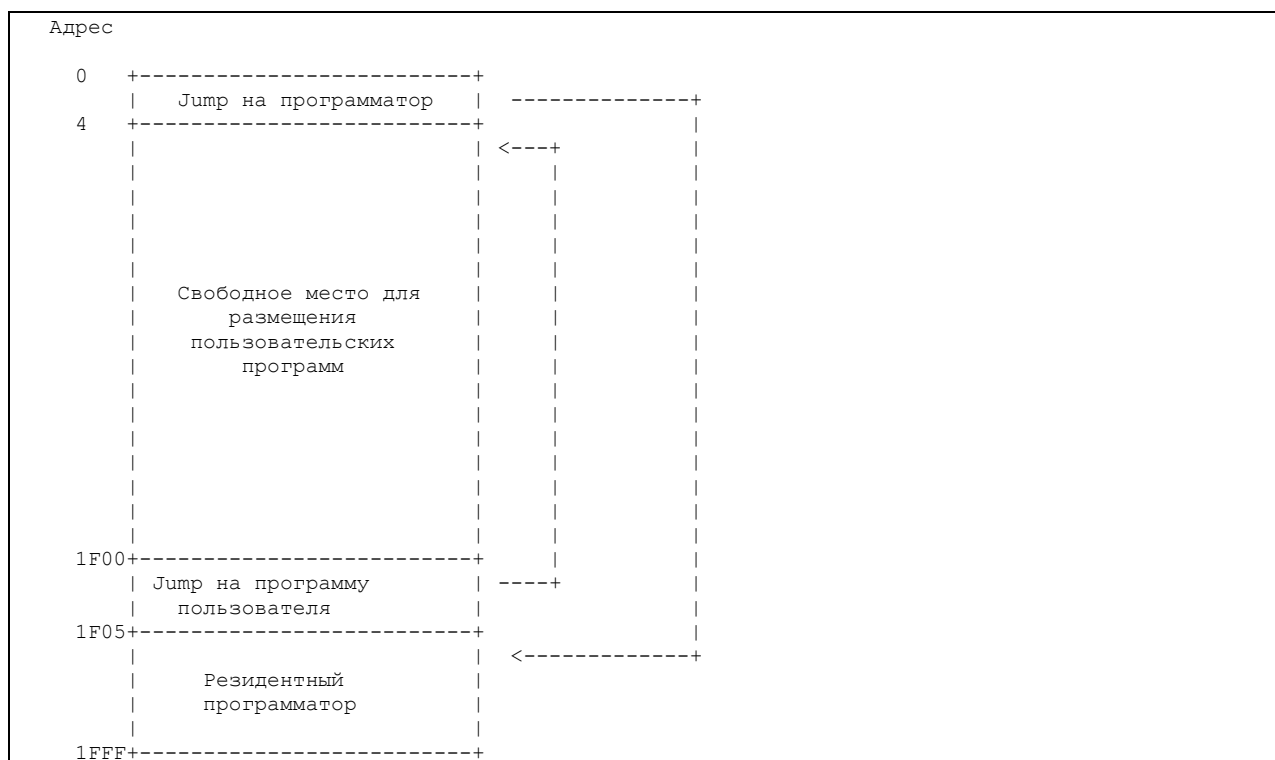 Адрес
0 +--------------------------+
| Jump на программатор | --------------+
4 +--------------------------+ |
| | <---+ |
| | | |
| | | |
| | | |
| | | |
| | | |
| Свободное место для | | |
| размещения | | |
| пользовательских | | |
| программ | | |
| | | |
| | | |
| | | |
| | | |
| | | |
| | | |
| | | |
1F00+--------------------------+ | |
| Jump на программу | ----+ |
| пользователя | |
1F05+--------------------------+ |
| | <-------------+
| Резидентный |
| программатор |
| |
1FFF+--------------------------+